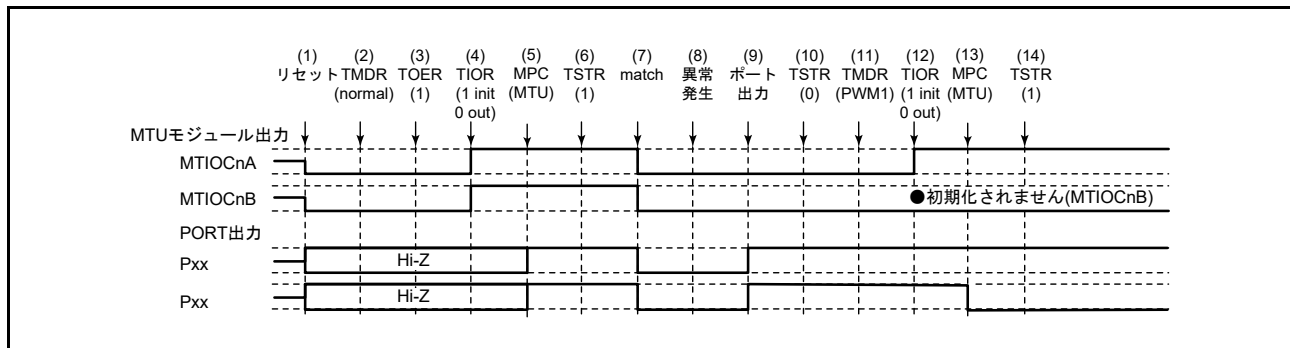 (1) (2) (3) (4) (5) (6) (7) (8) (9) (10) (11) (12) (13) (14)
リセット TMDR TOER TIOR MPC TSTR match 異常 ポート TSTR TMDR TIOR MPC TSTR
(normal) (1) (1 init (MTU) (1) 発生 出力 (0) (PWM1) (1 init (MTU) (1)
0 out) 0 out)
MTUモジュール出力
MTIOCnA
MTIOCnB ●初期化されません(MTIOCnB)
PORT出力
Pxx Hi-Z
Pxx Hi-Z